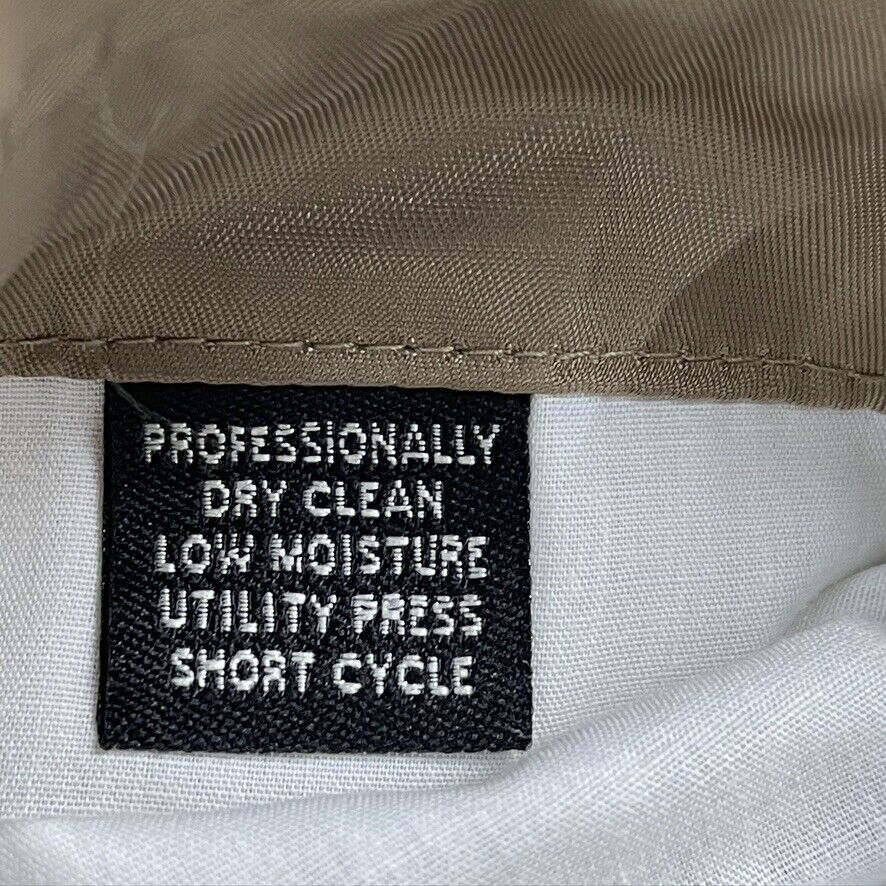 PROFESSIONALLY
DRY CLEAN
LOW MOISTURE
UTILITY PRESS
SHORT CYCLE